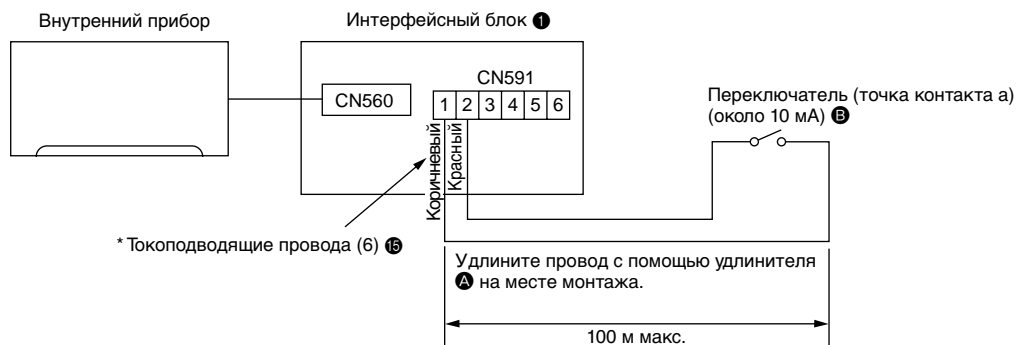 Внутренний прибор
Интерфейсный блок ❶
CN560
CN591
1 2 3 4 5 6
Коричневый
Красный
Переключатель (точка контакта a)
(около 10 мА) 🅑
* Токоподводящие провода (6) ⓯
Удлините провод с помощью удлинителя
🅐 на месте монтажа.
100 м макс.